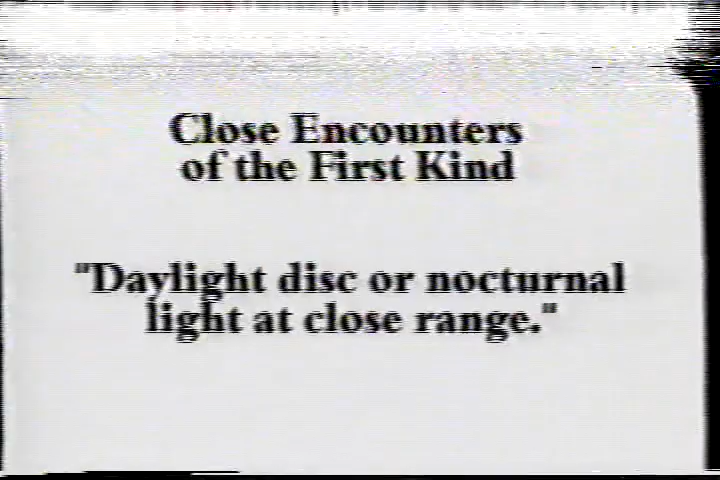 Close Encounters
of the First Kind
"Daylight disc or nocturnal
light at close range."